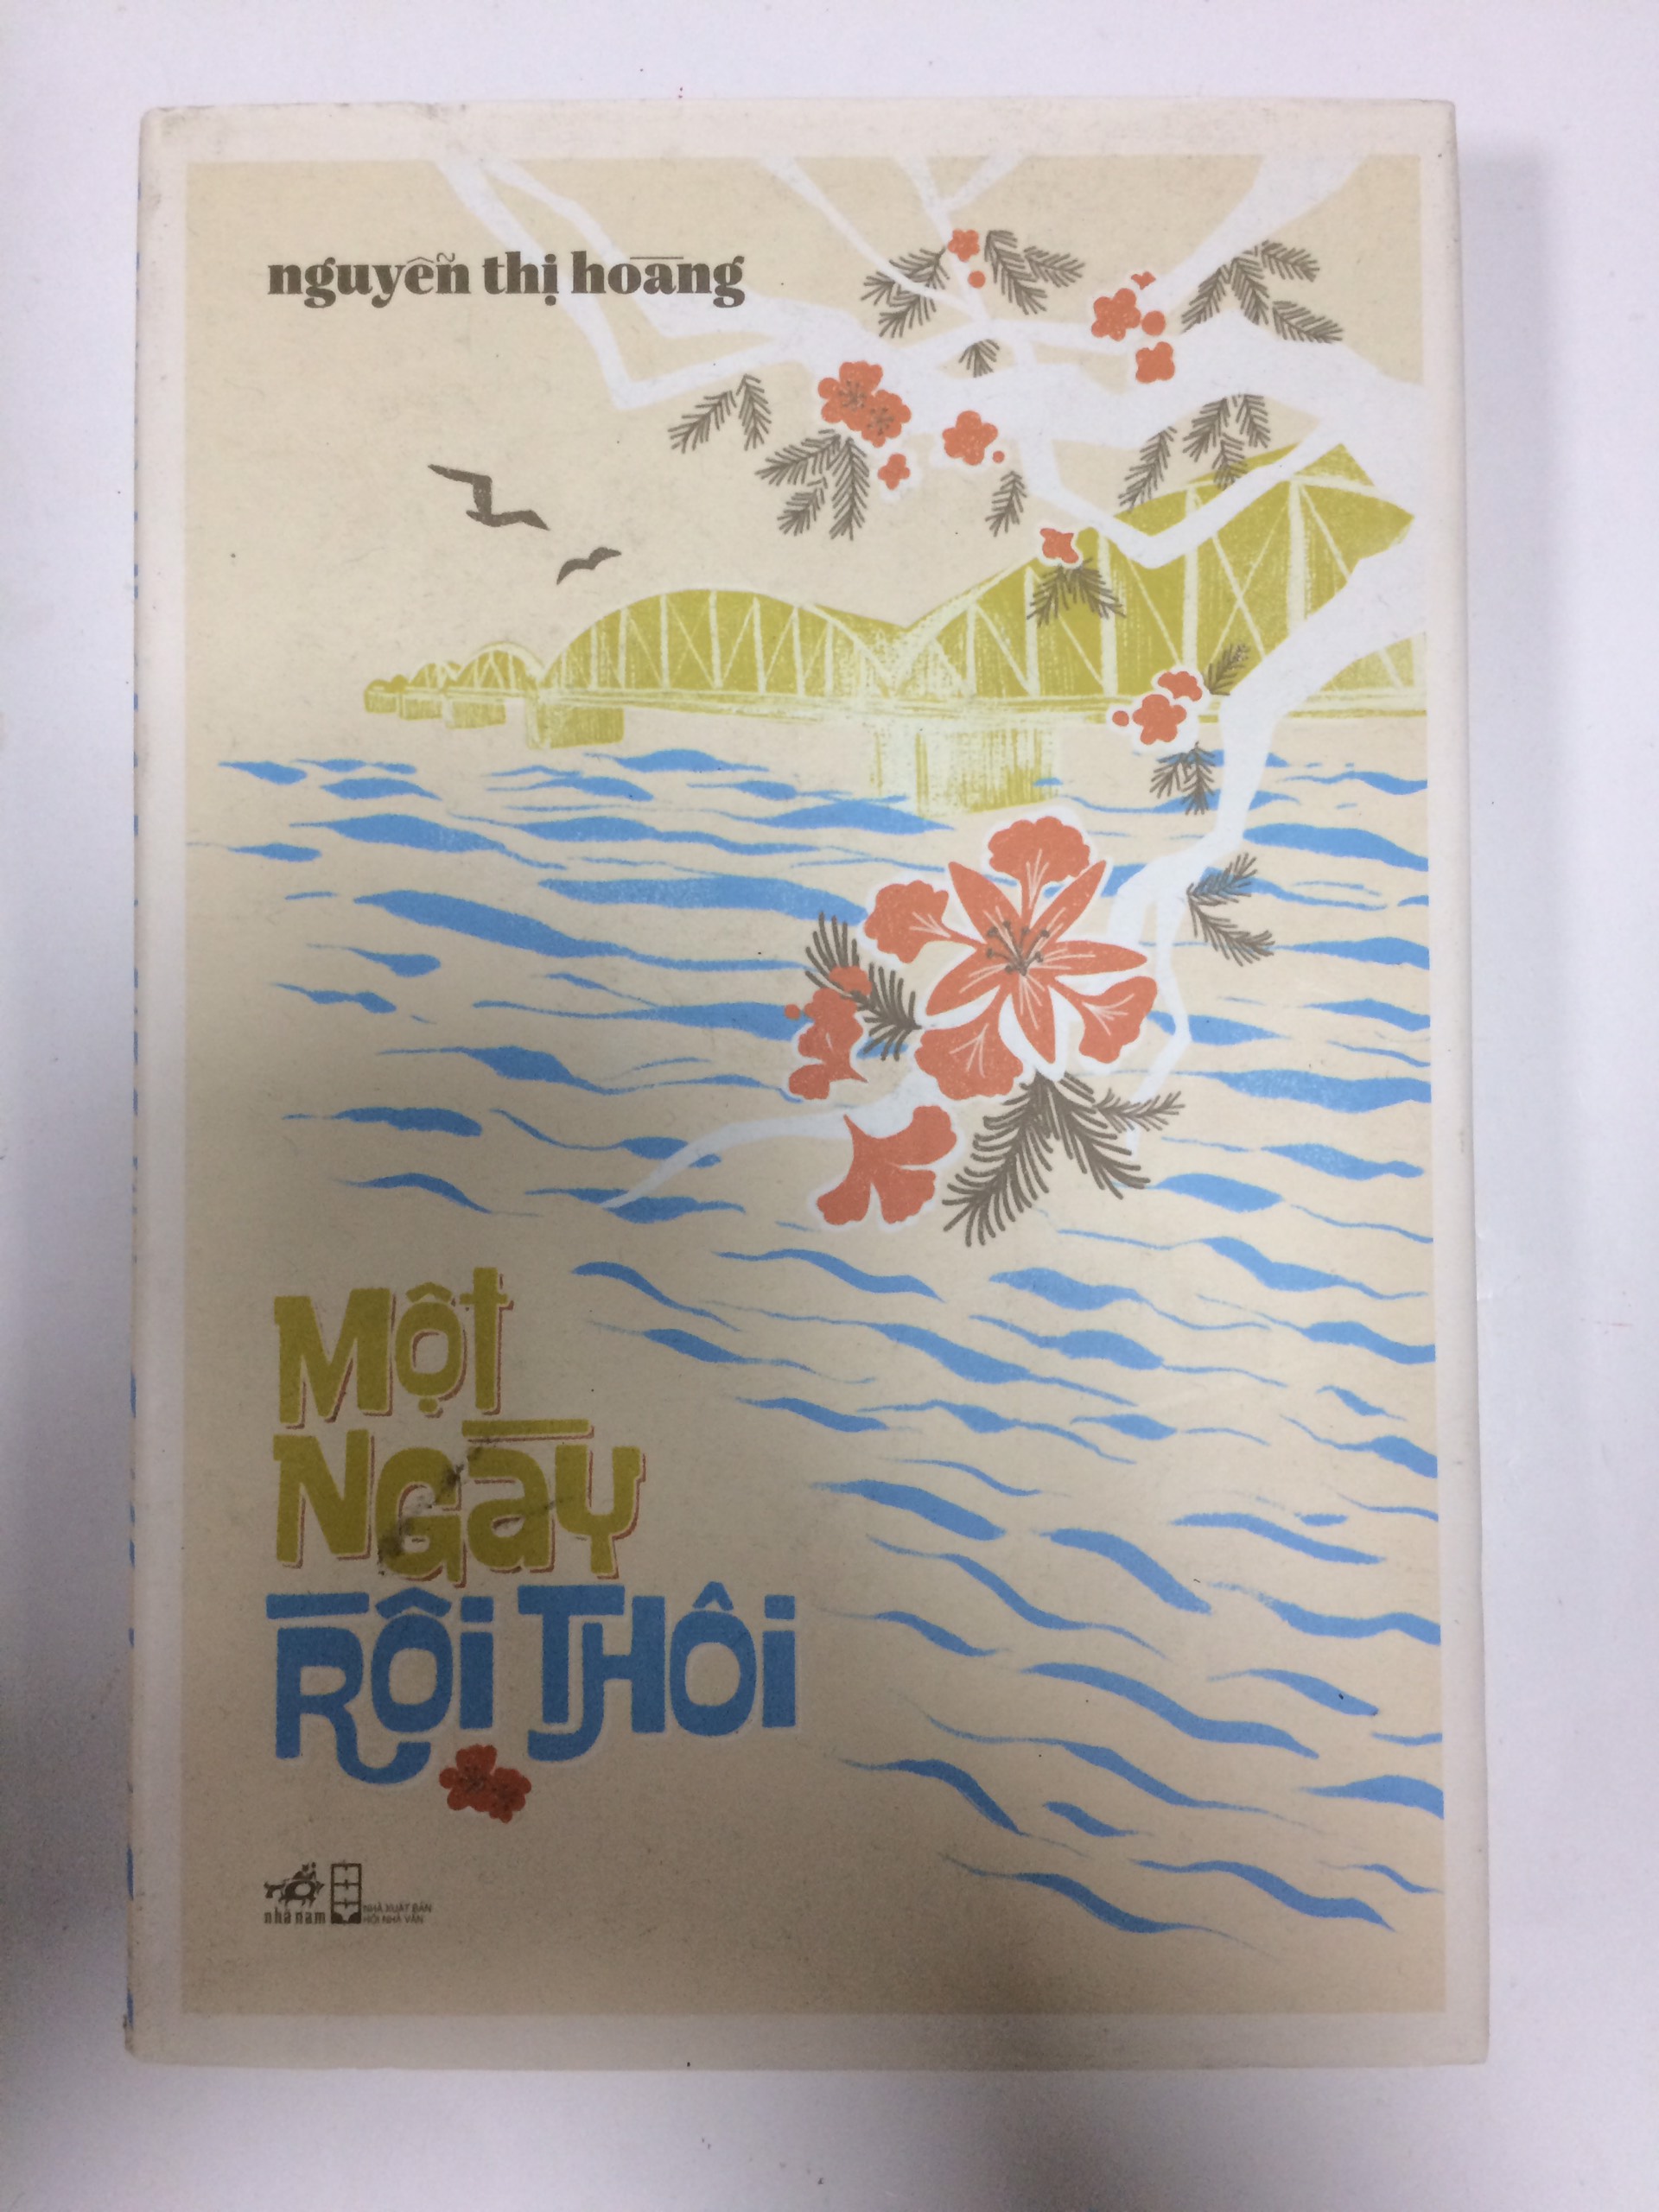 nguyễn thị hoàng
Một
Ngày
Rồi Thôi
nhã nam
NHÀ XUẤT BẢN
HỘI NHÀ VĂN